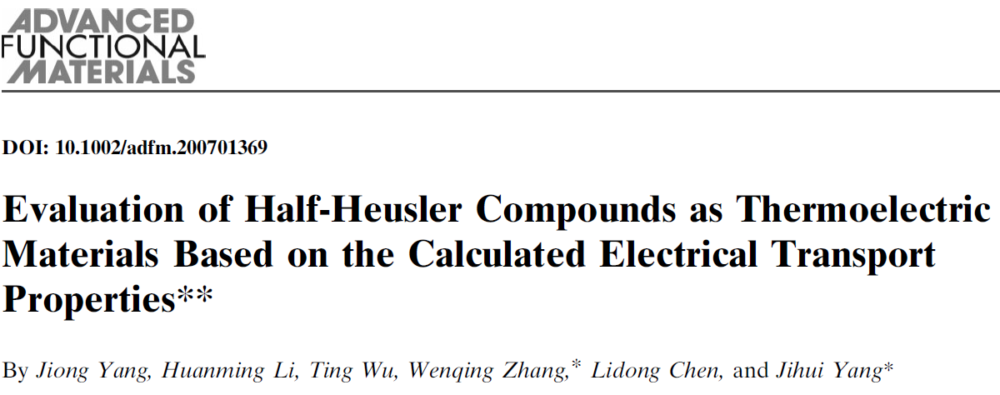 ADVANCED
FUNCTIONAL
MATERIALS
DOI: 10.1002/adfm.200701369
Evaluation of Half-Heusler Compounds as Thermoelectric
Materials Based on the Calculated Electrical Transport
Properties**
By Jiong Yang, Huanming Li, Ting Wu, Wenqing Zhang,* Lidong Chen, and Jihui Yang*